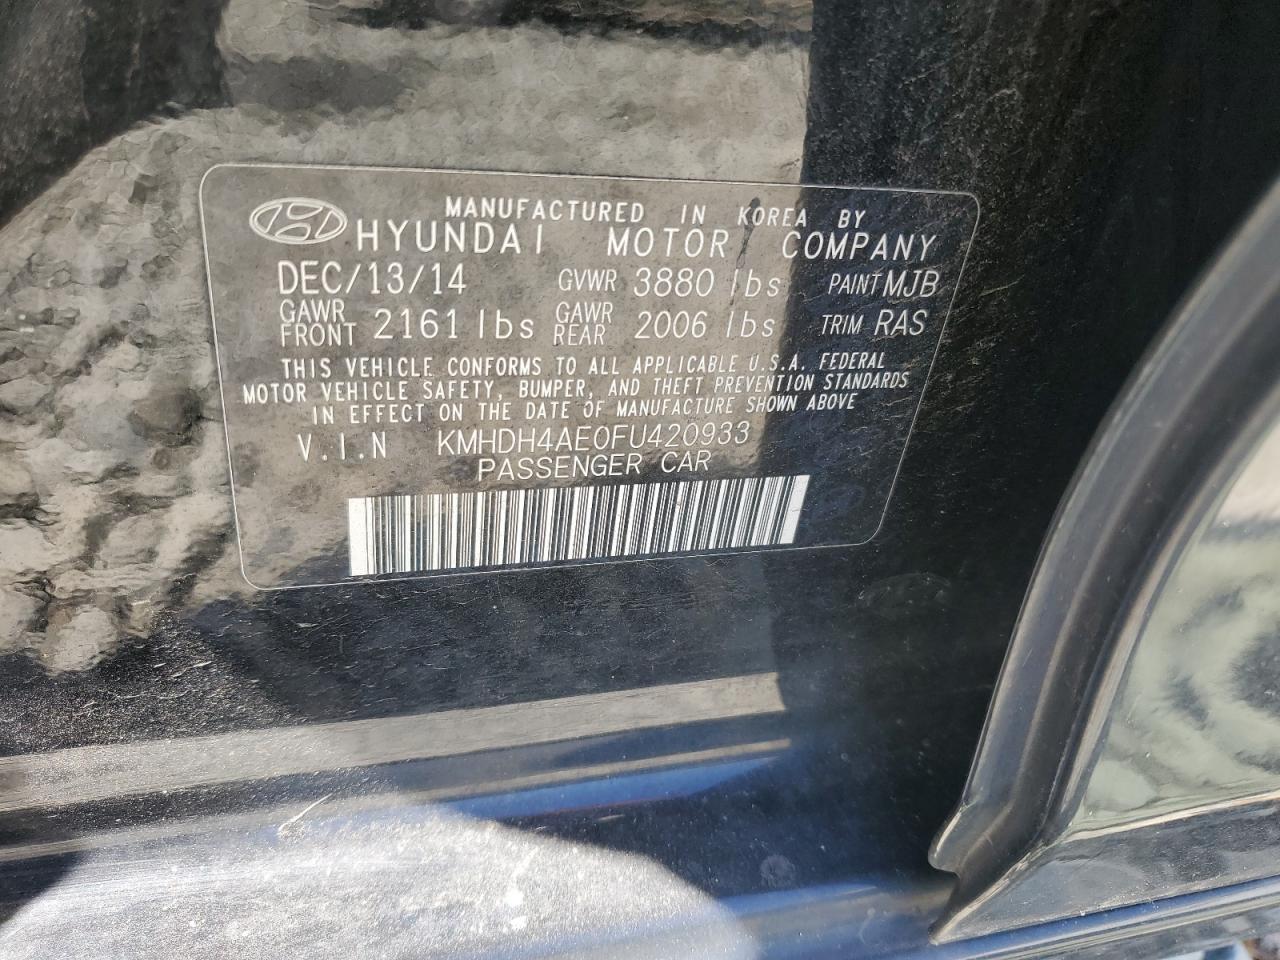 MANUFACTURED IN KOREA BY
HYUNDAI MOTOR COMPANY
DEC/13/14 GVWR 3880 lbs PAINT MJB
GAWR FRONT 2161 lbs GAWR REAR 2006 lbs TRIM RAS
THIS VEHICLE CONFORMS TO ALL APPLICABLE U.S.A. FEDERAL
MOTOR VEHICLE SAFETY, BUMPER, AND THEFT PREVENTION STANDARDS
IN EFFECT ON THE DATE OF MANUFACTURE SHOWN ABOVE
V.I.N KMHDH4AE0FU420933
PASSENGER CAR